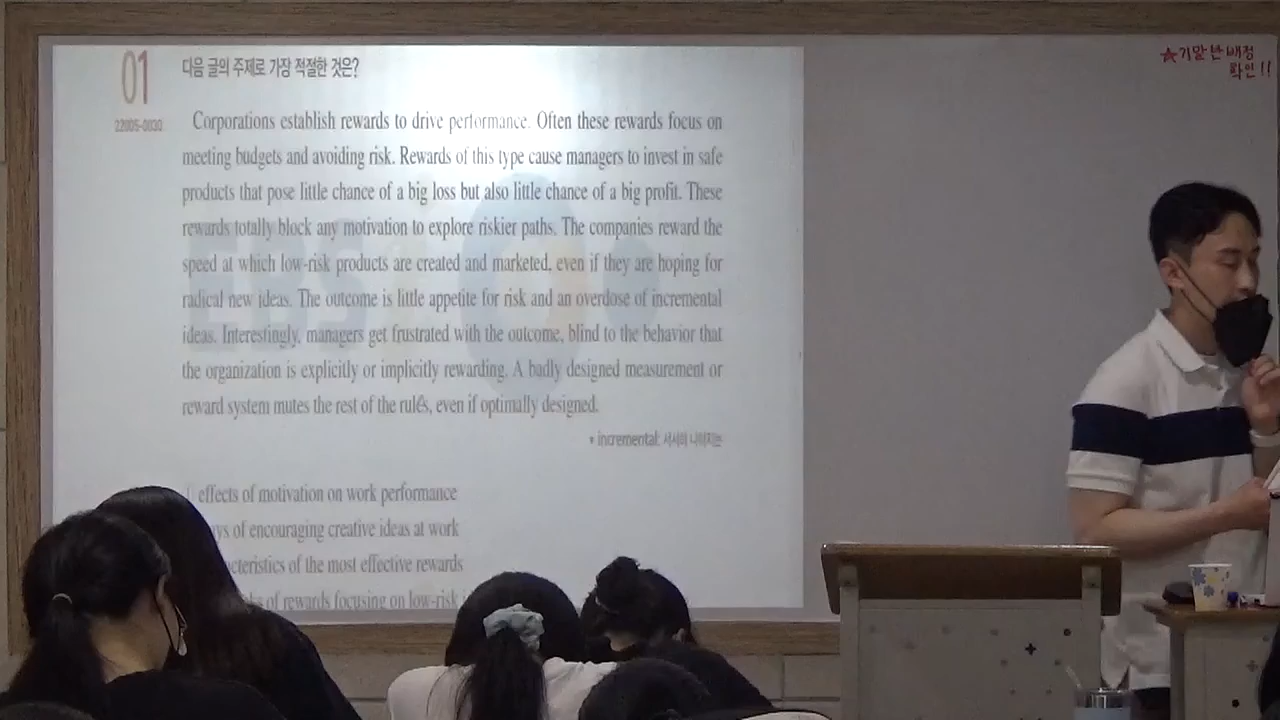 01
다음 글의 주제로 가장 적절한 것은?
22005-0030
Corporations establish rewards to drive performance. Often these rewards focus on
meeting budgets and avoiding risk. Rewards of this type cause managers to invest in safe
products that pose little chance of a big loss but also little chance of a big profit. These
rewards totally block any motivation to explore riskier paths. The companies reward the
speed at which low-risk products are created and marketed, even if they are hoping for
radical new ideas. The outcome is little appetite for risk and an overdose of incremental
ideas. Interestingly, managers get frustrated with the outcome, blind to the behavior that
the organization is explicitly or implicitly rewarding. A badly designed measurement or
reward system mutes the rest of the rules, even if optimally designed.
* incremental: 서서히 나아지는
effects of motivation on work performance
of encouraging creative ideas at work
of the most effective rewards
of rewards focusing on low-risk
EBS
★기말 반배정
확인!!